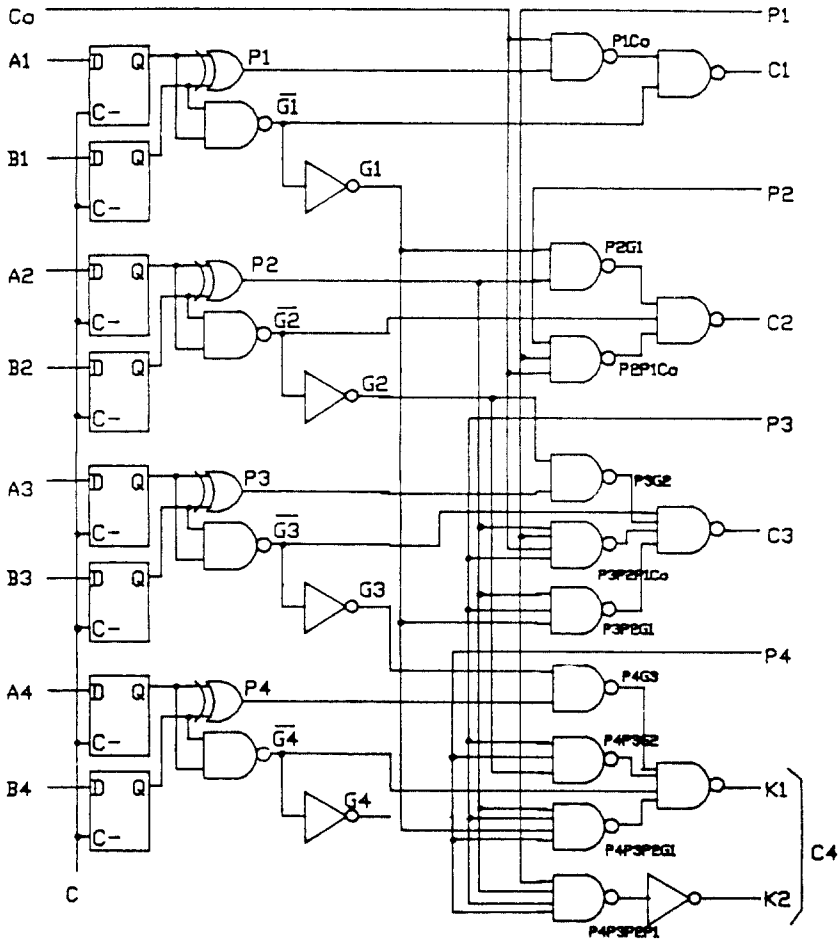 Co
P1
A1
D Q
P1
P1Co
C1
C-
G1
B1
D Q
G1
C-
P2
P2G1
A2
D Q
P2
C-
G2
C2
B2
D Q
G2
P2P1Co
C-
P3
A3
D Q
P3
P3G2
C-
G3
C3
B3
D Q
G3
P3P2P1Co
C-
P3P2G1
P4
A4
D Q
P4
P4G3
C-
G4
P4P3G2
B4
D Q
G4
K1
C-
P4P3P2G1
C4
C
K2
P4P3P2P1